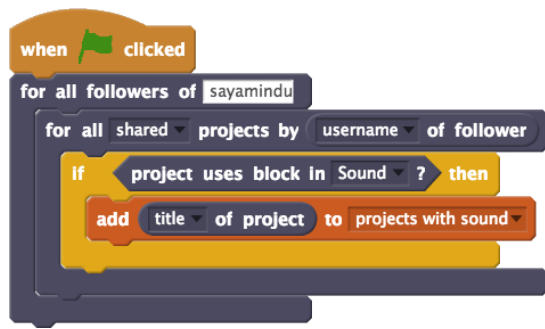 when clicked
for all followers of sayamindu
for all shared projects by username of follower
if project uses block in Sound ? then
add title of project to projects with sound